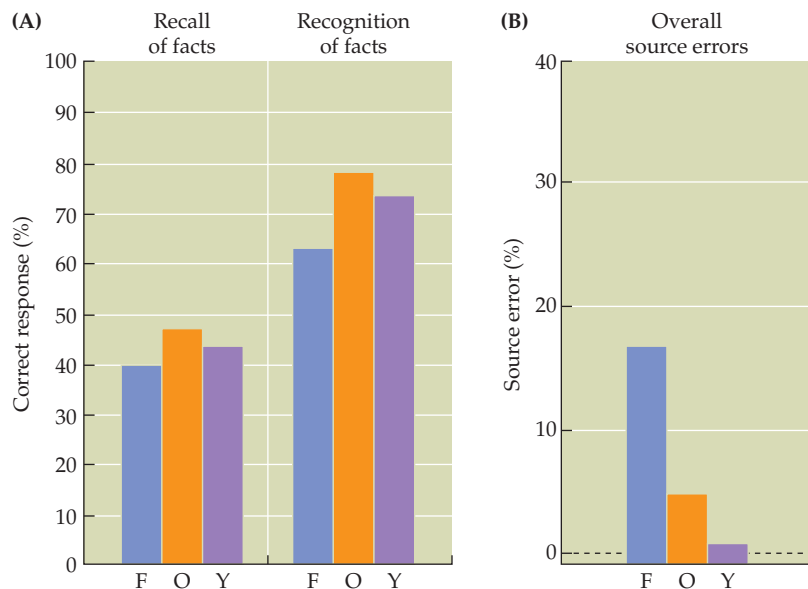 (A)
Recall
of facts
Recognition
of facts
Correct response (%)
100
90
80
70
60
50
40
30
20
10
0
F O Y
F O Y
(B)
Overall
source errors
Source error (%)
40
30
20
10
0
F O Y